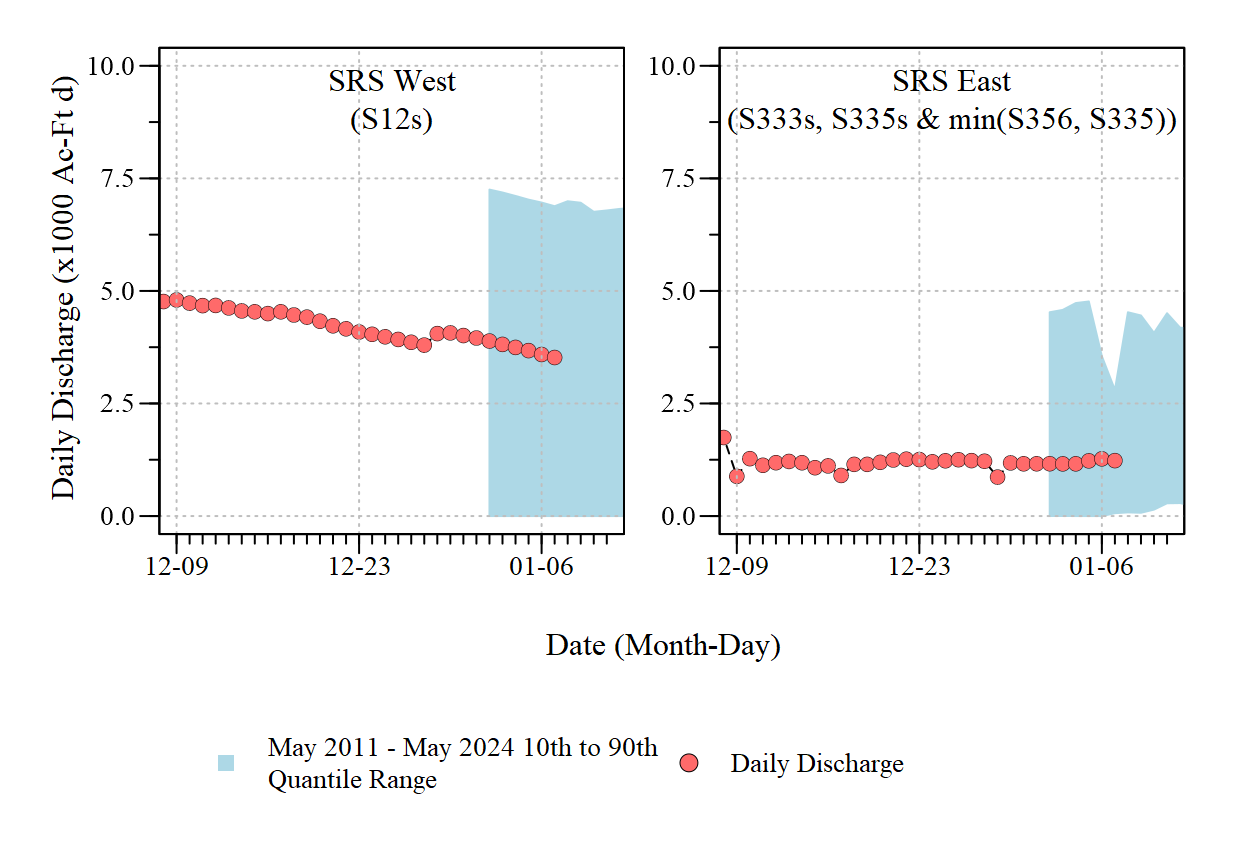 SRS West
(S12s)
SRS East
(S333s, S335s & min(S356, S335))
Daily Discharge (x1000 Ac-Ft d)
10.0
7.5
5.0
2.5
0.0
12-09
12-23
01-06
10.0
7.5
5.0
2.5
0.0
12-09
12-23
01-06
Date (Month-Day)
May 2011 - May 2024 10th to 90th
Quantile Range
Daily Discharge